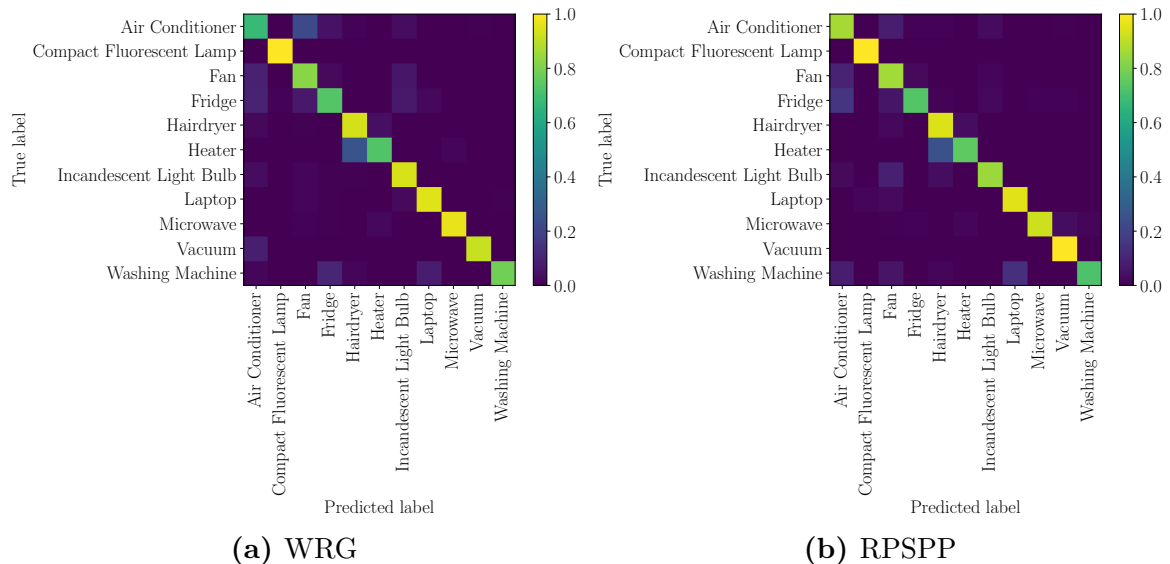 Air Conditioner
Compact Fluorescent Lamp
Fan
Fridge
Hairdryer
Heater
Incandescent Light Bulb
Laptop
Microwave
Vacuum
Washing Machine
True label
Air Conditioner
Compact Fluorescent Lamp
Fan
Fridge
Hairdryer
Heater
Incandescent Light Bulb
Laptop
Microwave
Vacuum
Washing Machine
Predicted label
1.0
0.8
0.6
0.4
0.2
0.0
(a) WRG
Air Conditioner
Compact Fluorescent Lamp
Fan
Fridge
Hairdryer
Heater
Incandescent Light Bulb
Laptop
Microwave
Vacuum
Washing Machine
True label
Air Conditioner
Compact Fluorescent Lamp
Fan
Fridge
Hairdryer
Heater
Incandescent Light Bulb
Laptop
Microwave
Vacuum
Washing Machine
Predicted label
1.0
0.8
0.6
0.4
0.2
0.0
(b) RPSPP